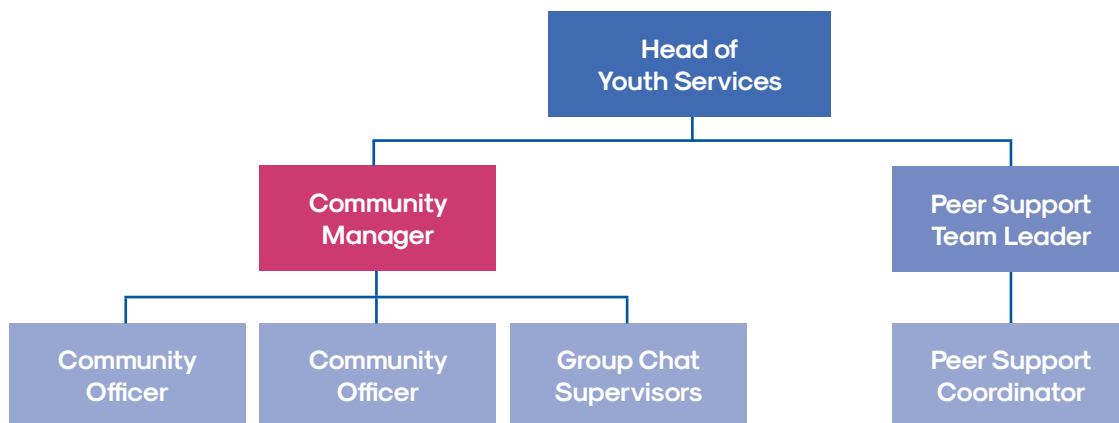 Head of
Youth Services
Community
Manager
Peer Support
Team Leader
Community
Officer
Community
Officer
Group Chat
Supervisors
Peer Support
Coordinator